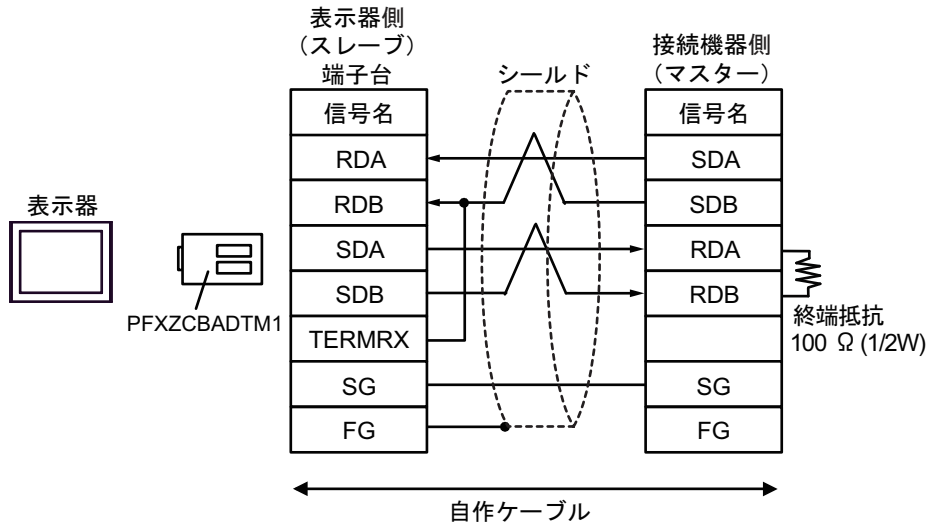 表示器側
（スレーブ）
端子台
信号名
RDA
RDB
SDA
SDB
TERMRX
SG
FG
シールド
接続機器側
（マスター）
信号名
SDA
SDB
RDA
RDB
SG
FG
表示器
PFXZCBADTM1
終端抵抗
100 Ω (1/2W)
自作ケーブル